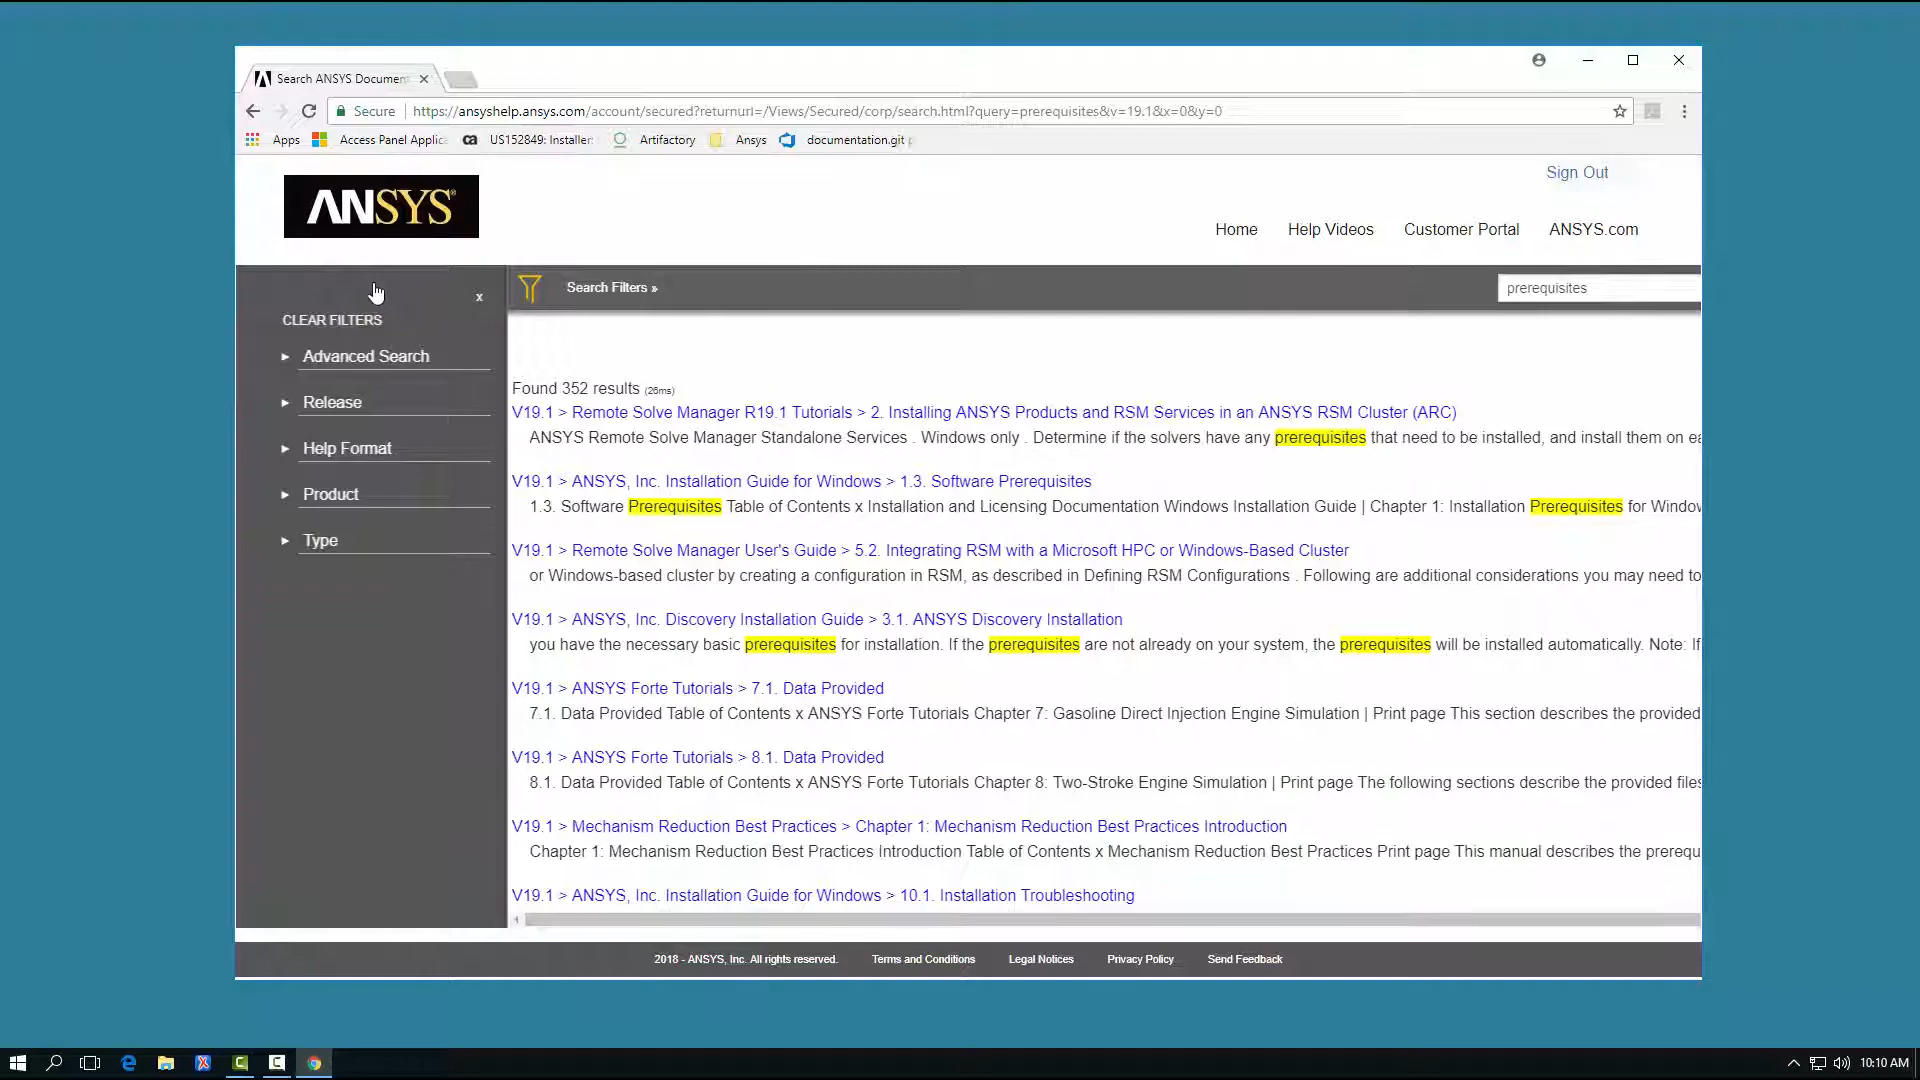 Search ANSYS Documen
Secure
https://ansyshelp.ansys.com/account/secured?returnurl=/Views/Secured/corp/search.html?query=prerequisites&v=19.1&x=0&y=0
Apps
Access Panel Applic
US152849: Installer:
Artifactory
Ansys
documentation.git
Sign Out
ANSYS®
Home
Help Videos
Customer Portal
ANSYS.com
x
Search Filters »
prerequisites
CLEAR FILTERS
Advanced Search
Release
Help Format
Product
Type
Found 352 results (26ms)
V19.1 > Remote Solve Manager R19.1 Tutorials > 2. Installing ANSYS Products and RSM Services in an ANSYS RSM Cluster (ARC)
ANSYS Remote Solve Manager Standalone Services . Windows only . Determine if the solvers have any prerequisites that need to be installed, and install them on ea
V19.1 > ANSYS, Inc. Installation Guide for Windows > 1.3. Software Prerequisites
1.3. Software Prerequisites Table of Contents x Installation and Licensing Documentation Windows Installation Guide | Chapter 1: Installation Prerequisites for Windov
V19.1 > Remote Solve Manager User's Guide > 5.2. Integrating RSM with a Microsoft HPC or Windows-Based Cluster
or Windows-based cluster by creating a configuration in RSM, as described in Defining RSM Configurations . Following are additional considerations you may need to
V19.1 > ANSYS, Inc. Discovery Installation Guide > 3.1. ANSYS Discovery Installation
you have the necessary basic prerequisites for installation. If the prerequisites are not already on your system, the prerequisites will be installed automatically. Note: If
V19.1 > ANSYS Forte Tutorials > 7.1. Data Provided
7.1. Data Provided Table of Contents x ANSYS Forte Tutorials Chapter 7: Gasoline Direct Injection Engine Simulation | Print page This section describes the provided
V19.1 > ANSYS Forte Tutorials > 8.1. Data Provided
8.1. Data Provided Table of Contents x ANSYS Forte Tutorials Chapter 8: Two-Stroke Engine Simulation | Print page The following sections describe the provided files
V19.1 > Mechanism Reduction Best Practices > Chapter 1: Mechanism Reduction Best Practices Introduction
Chapter 1: Mechanism Reduction Best Practices Introduction Table of Contents x Mechanism Reduction Best Practices Print page This manual describes the prerequ
V19.1 > ANSYS, Inc. Installation Guide for Windows > 10.1. Installation Troubleshooting
2018 - ANSYS, Inc. All rights reserved.
Terms and Conditions
Legal Notices
Privacy Policy
Send Feedback
10:10 AM